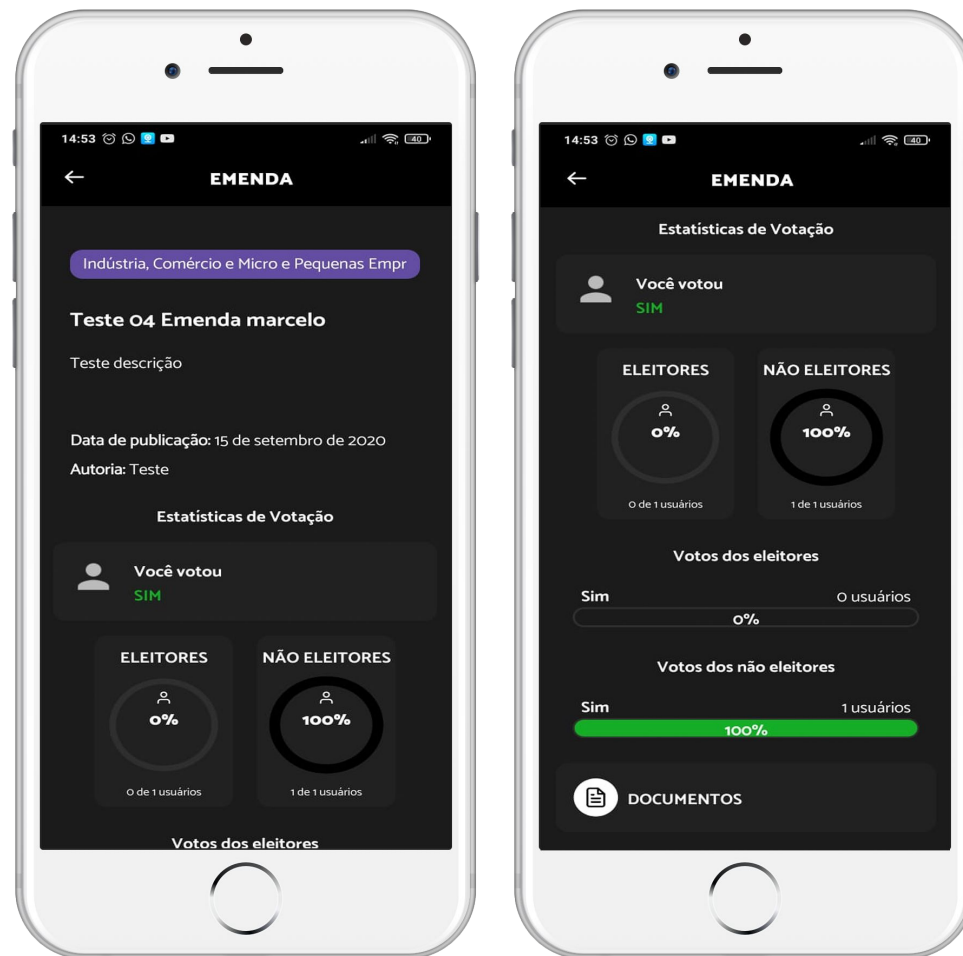 14:53
40
EMENDA
Indústria, Comércio e Micro e Pequenas Empr
Teste 04 Emenda marcelo
Teste descrição
Data de publicação: 15 de setembro de 2020
Autoria: Teste
Estatísticas de Votação
Você votou
SIM
ELEITORES
0%
0 de 1 usuários
NÃO ELEITORES
100%
1 de 1 usuários
Votos dos eleitores
14:53
40
EMENDA
Estatísticas de Votação
Você votou
SIM
ELEITORES
0%
0 de 1 usuários
NÃO ELEITORES
100%
1 de 1 usuários
Votos dos eleitores
Sim 0 usuários
0%
Votos dos não eleitores
Sim 1 usuários
100%
DOCUMENTOS